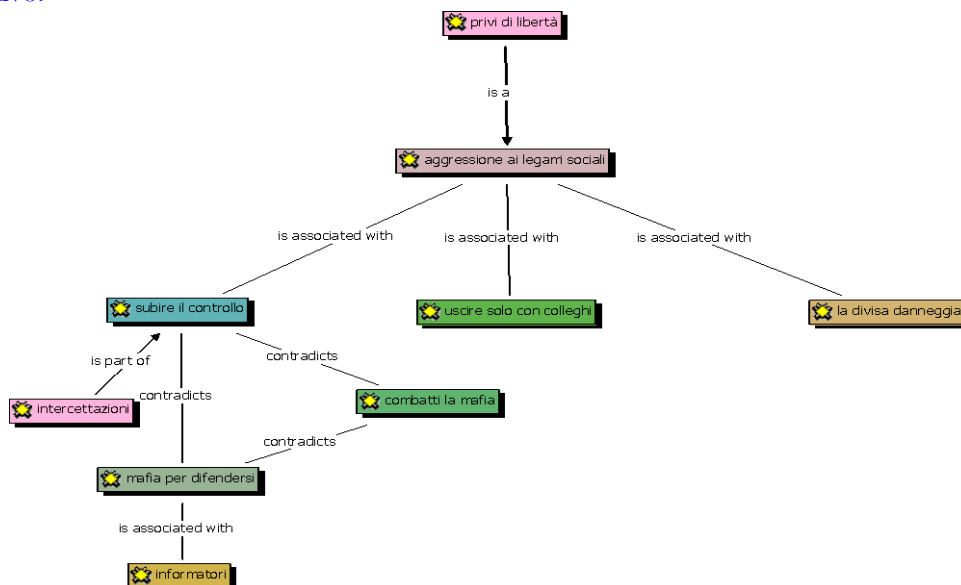 privi di libertà
is a
aggressione ai legami sociali
is associated with
is associated with
is associated with
subire il controllo
uscire solo con colleghi
la divisa danneggia
is part of
contradicts
contradicts
intercettazioni
combatti la mafia
contradicts
mafia per difendersi
is associated with
informatori